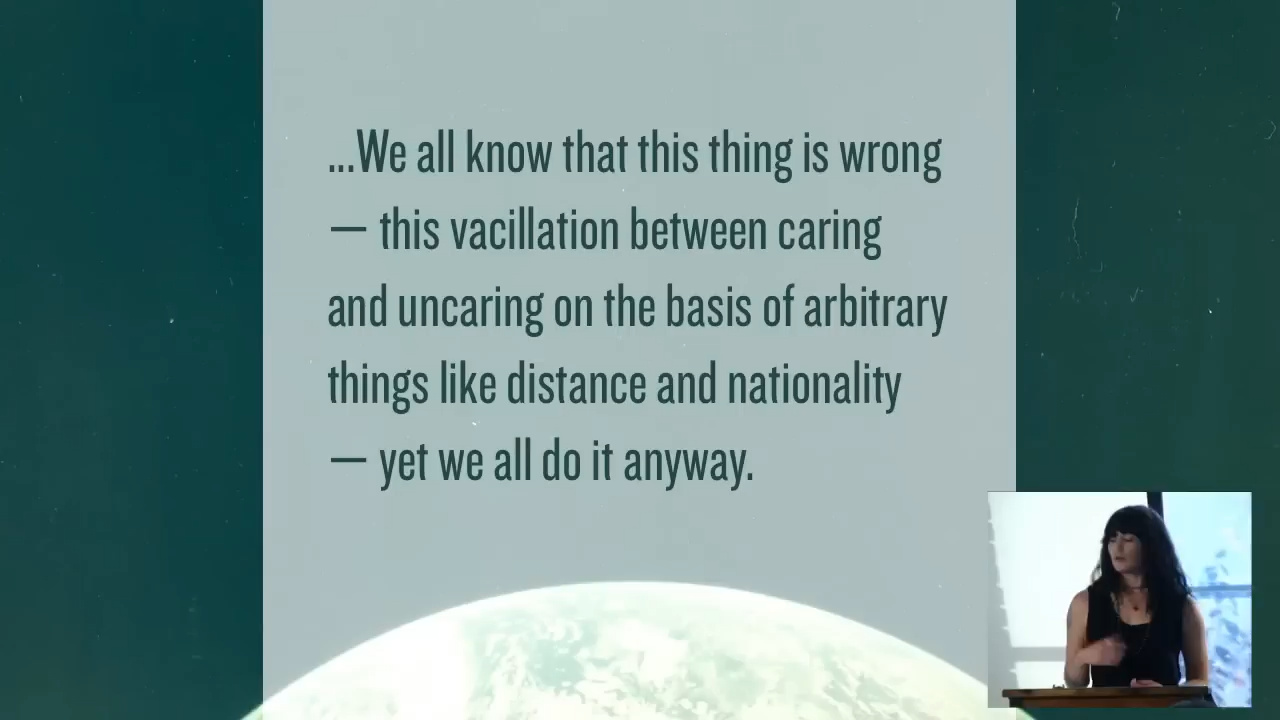 ...We all know that this thing is wrong
— this vacillation between caring
and uncaring on the basis of arbitrary
things like distance and nationality
— yet we all do it anyway.